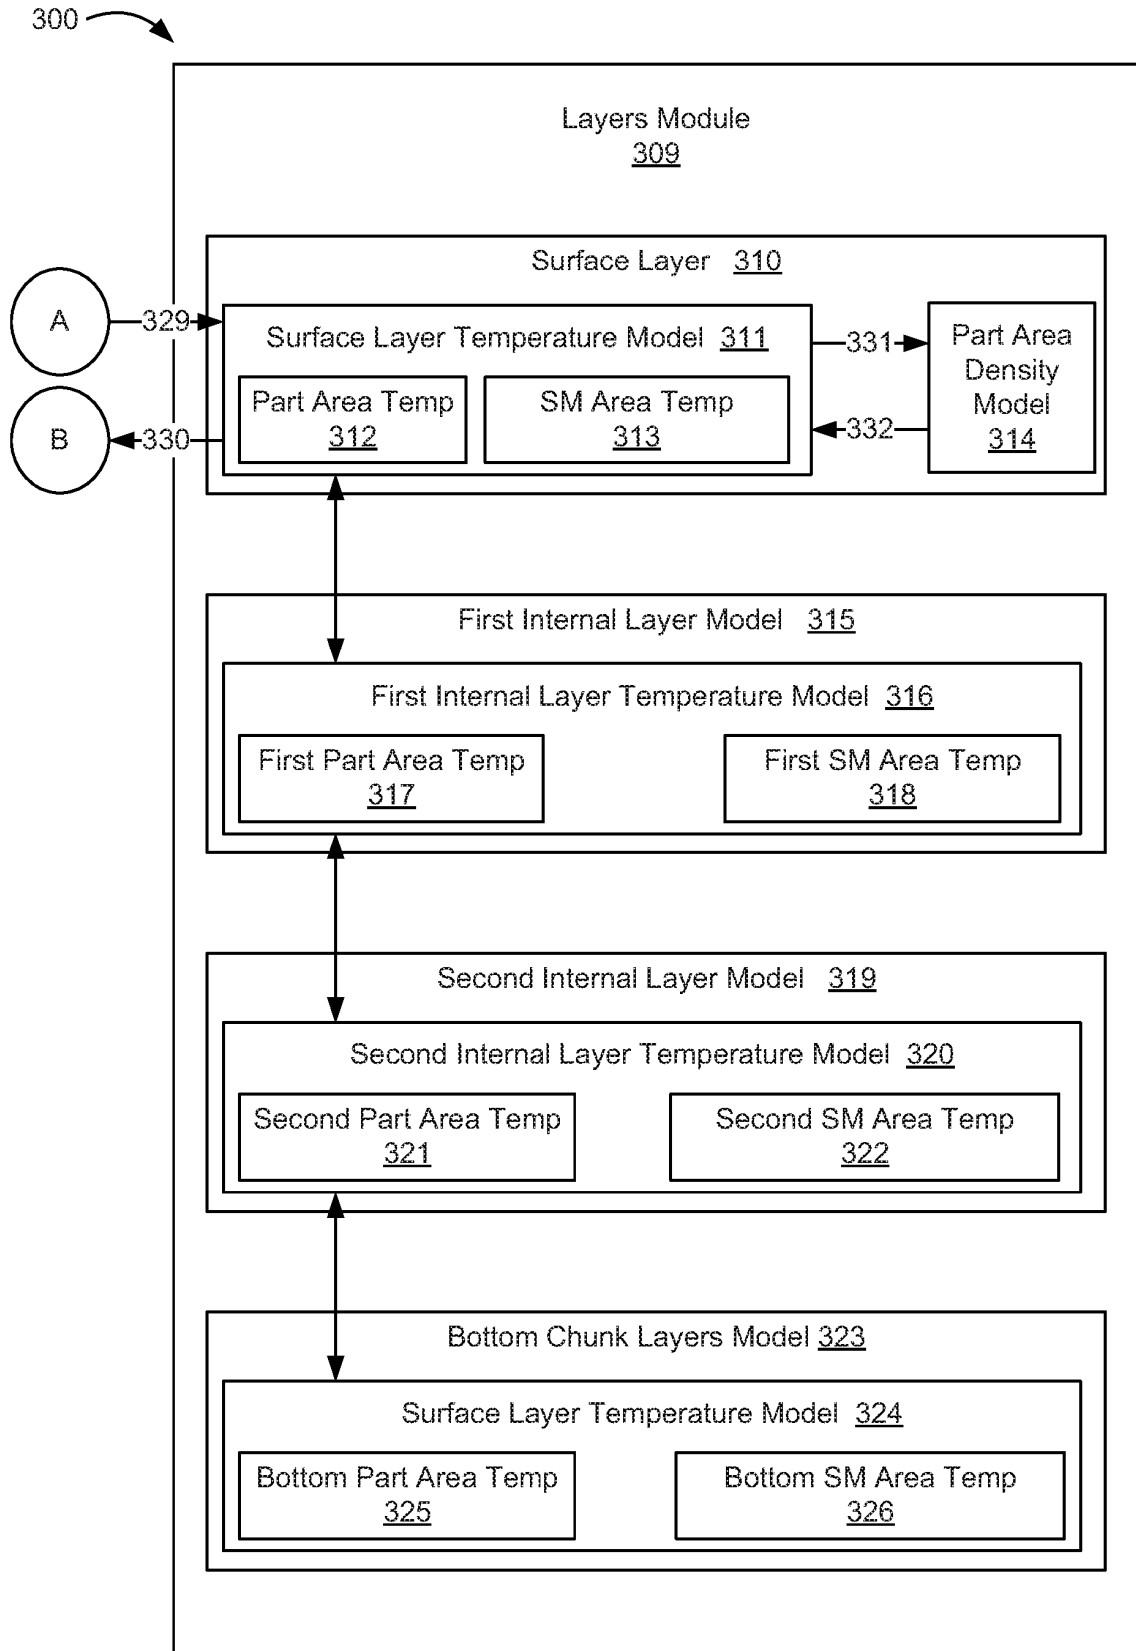 300
Layers Module
309
Surface Layer 310
A
329
Surface Layer Temperature Model 311
Part Area Temp
312
SM Area Temp
313
331
332
Part Area
Density
Model
314
B
330
First Internal Layer Model 315
First Internal Layer Temperature Model 316
First Part Area Temp
317
First SM Area Temp
318
Second Internal Layer Model 319
Second Internal Layer Temperature Model 320
Second Part Area Temp
321
Second SM Area Temp
322
Bottom Chunk Layers Model 323
Surface Layer Temperature Model 324
Bottom Part Area Temp
325
Bottom SM Area Temp
326